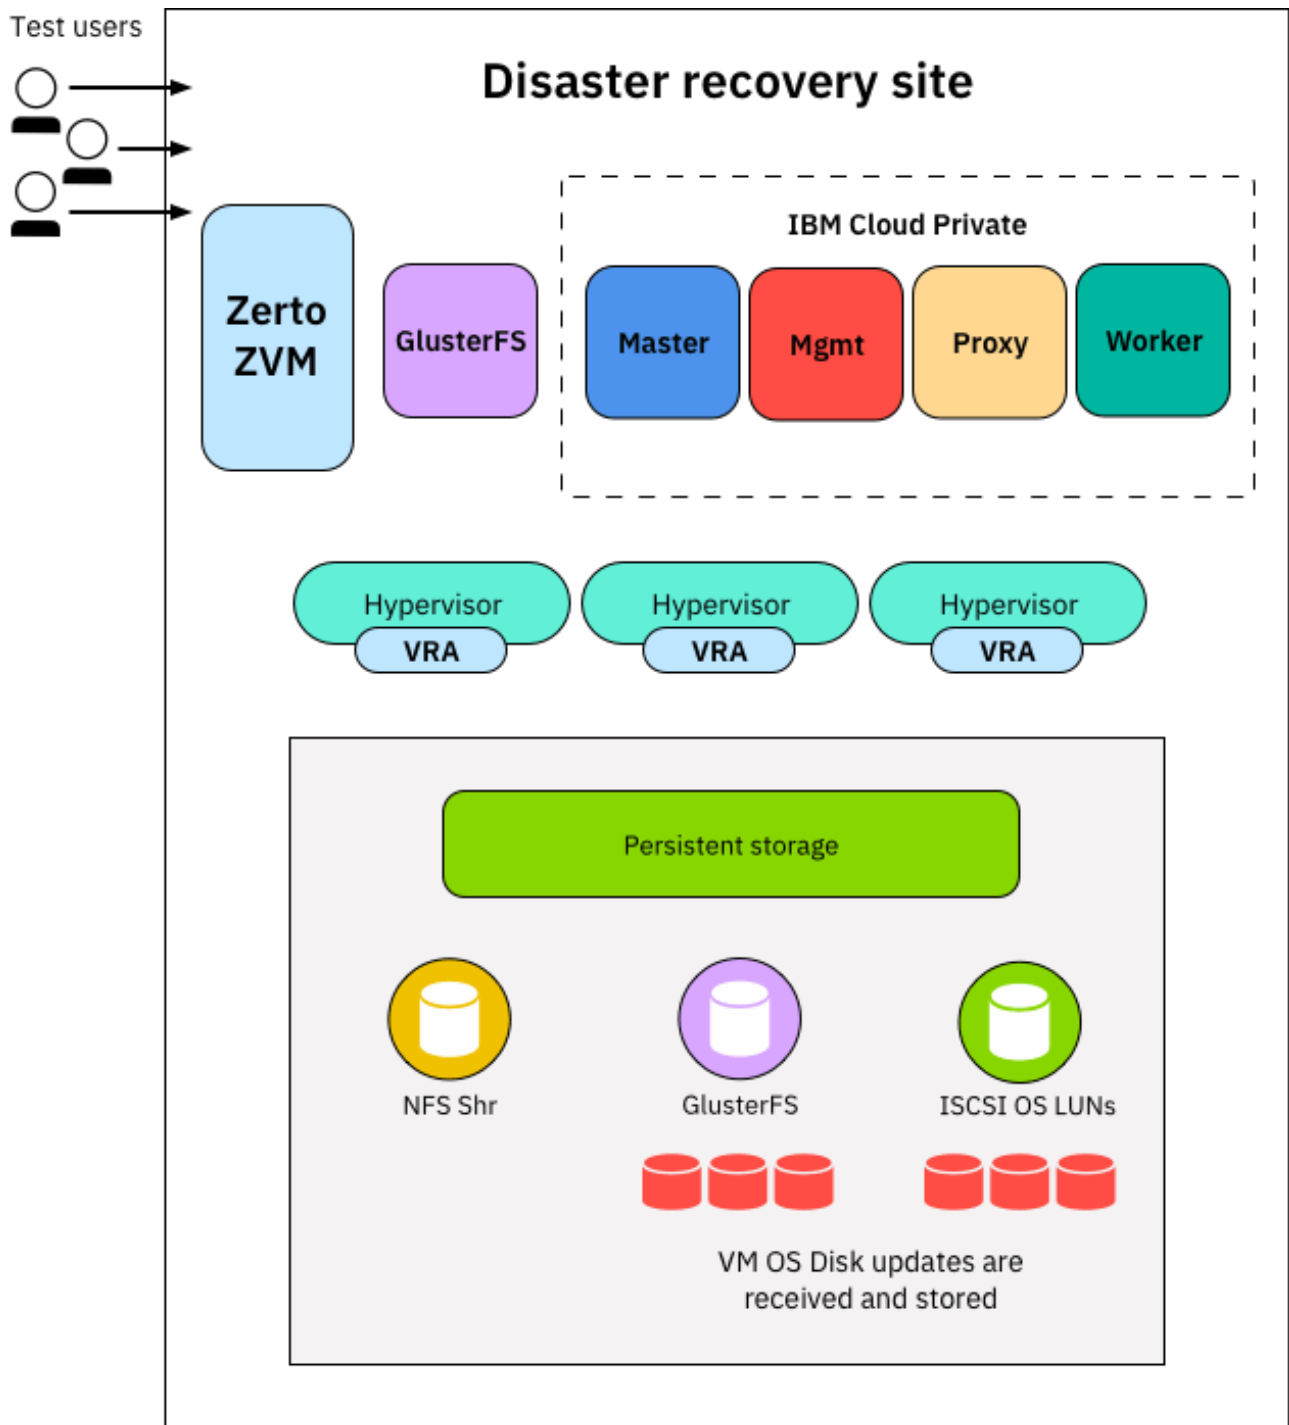 Test users
Disaster recovery site
IBM Cloud Private
Zerto
ZVM
GlusterFS
Master
Mgmt
Proxy
Worker
Hypervisor
VRA
Hypervisor
VRA
Hypervisor
VRA
Persistent storage
NFS Shr
GlusterFS
ISCSI OS LUNs
VM OS Disk updates are
received and stored